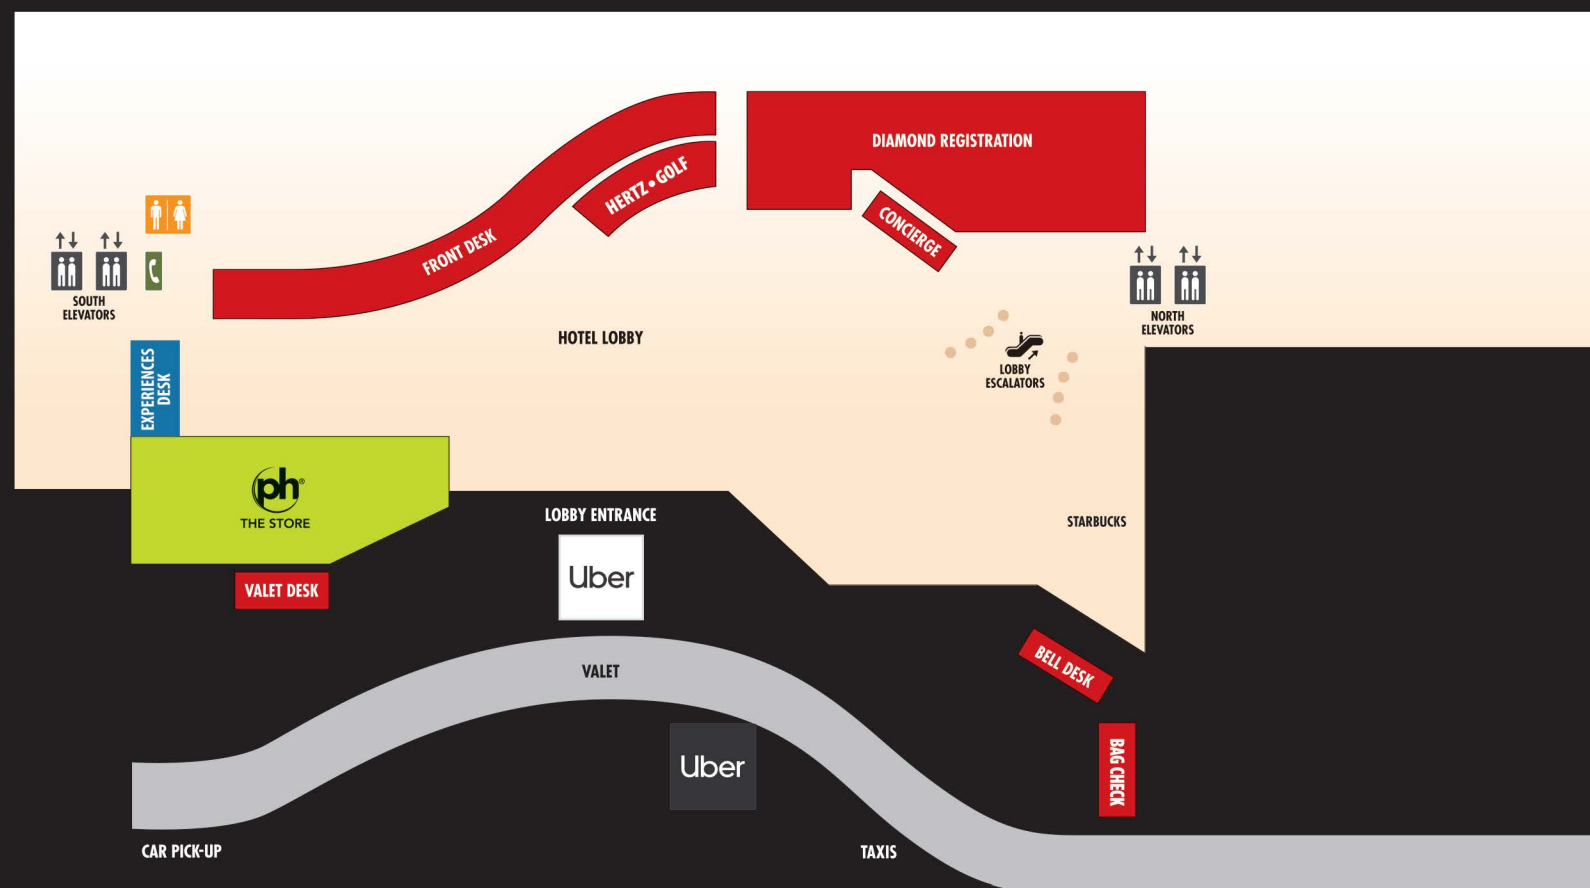 DIAMOND REGISTRATION
HERTZ • GOLF
CONCIERGE
FRONT DESK
SOUTH
ELEVATORS
NORTH
ELEVATORS
HOTEL LOBBY
LOBBY
ESCALATORS
EXPERIENCES
DESK
ph®
THE STORE
LOBBY ENTRANCE
STARBUCKS
Uber
VALET DESK
VALET
BELL DESK
Uber
BAG CHECK
CAR PICK-UP
TAXIS